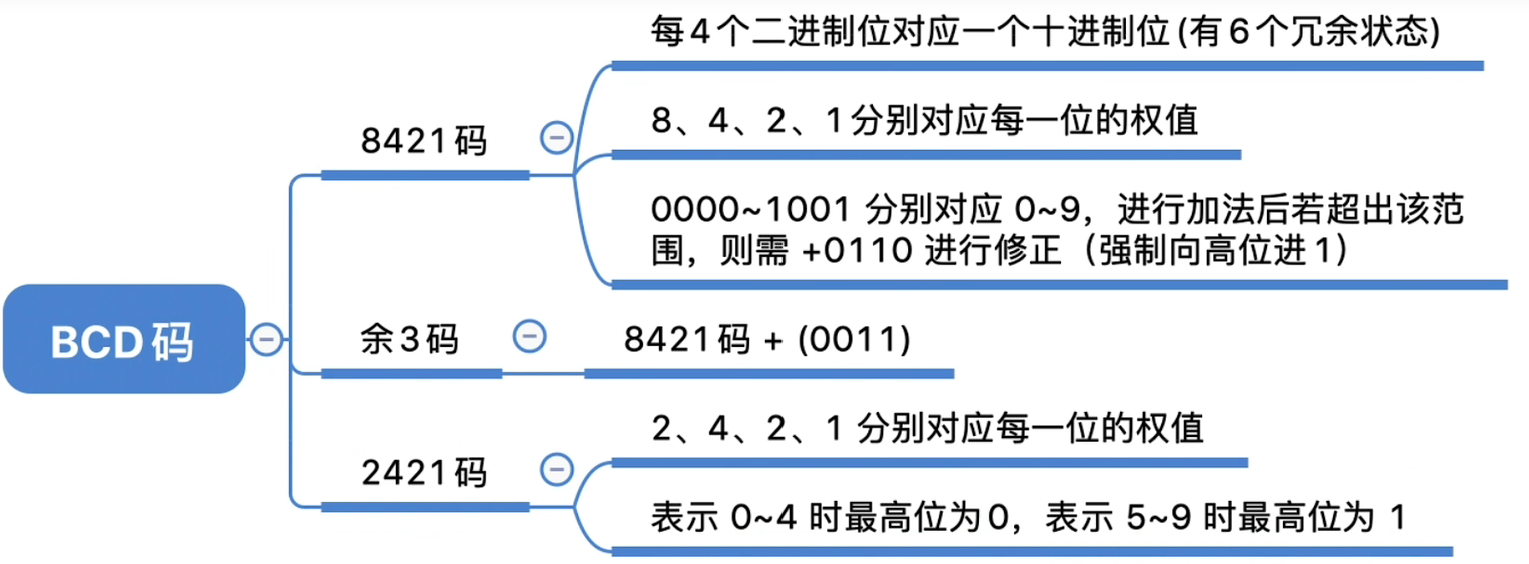 每4个二进制位对应一个十进制位(有6个冗余状态)
8421码
8、4、2、1分别对应每一位的权值
0000~1001 分别对应 0~9，进行加法后若超出该范
围，则需 +0110 进行修正（强制向高位进1）
BCD码
余3码
8421码 + (0011)
2421码
2、4、2、1 分别对应每一位的权值
表示 0~4 时最高位为0，表示 5~9 时最高位为 1